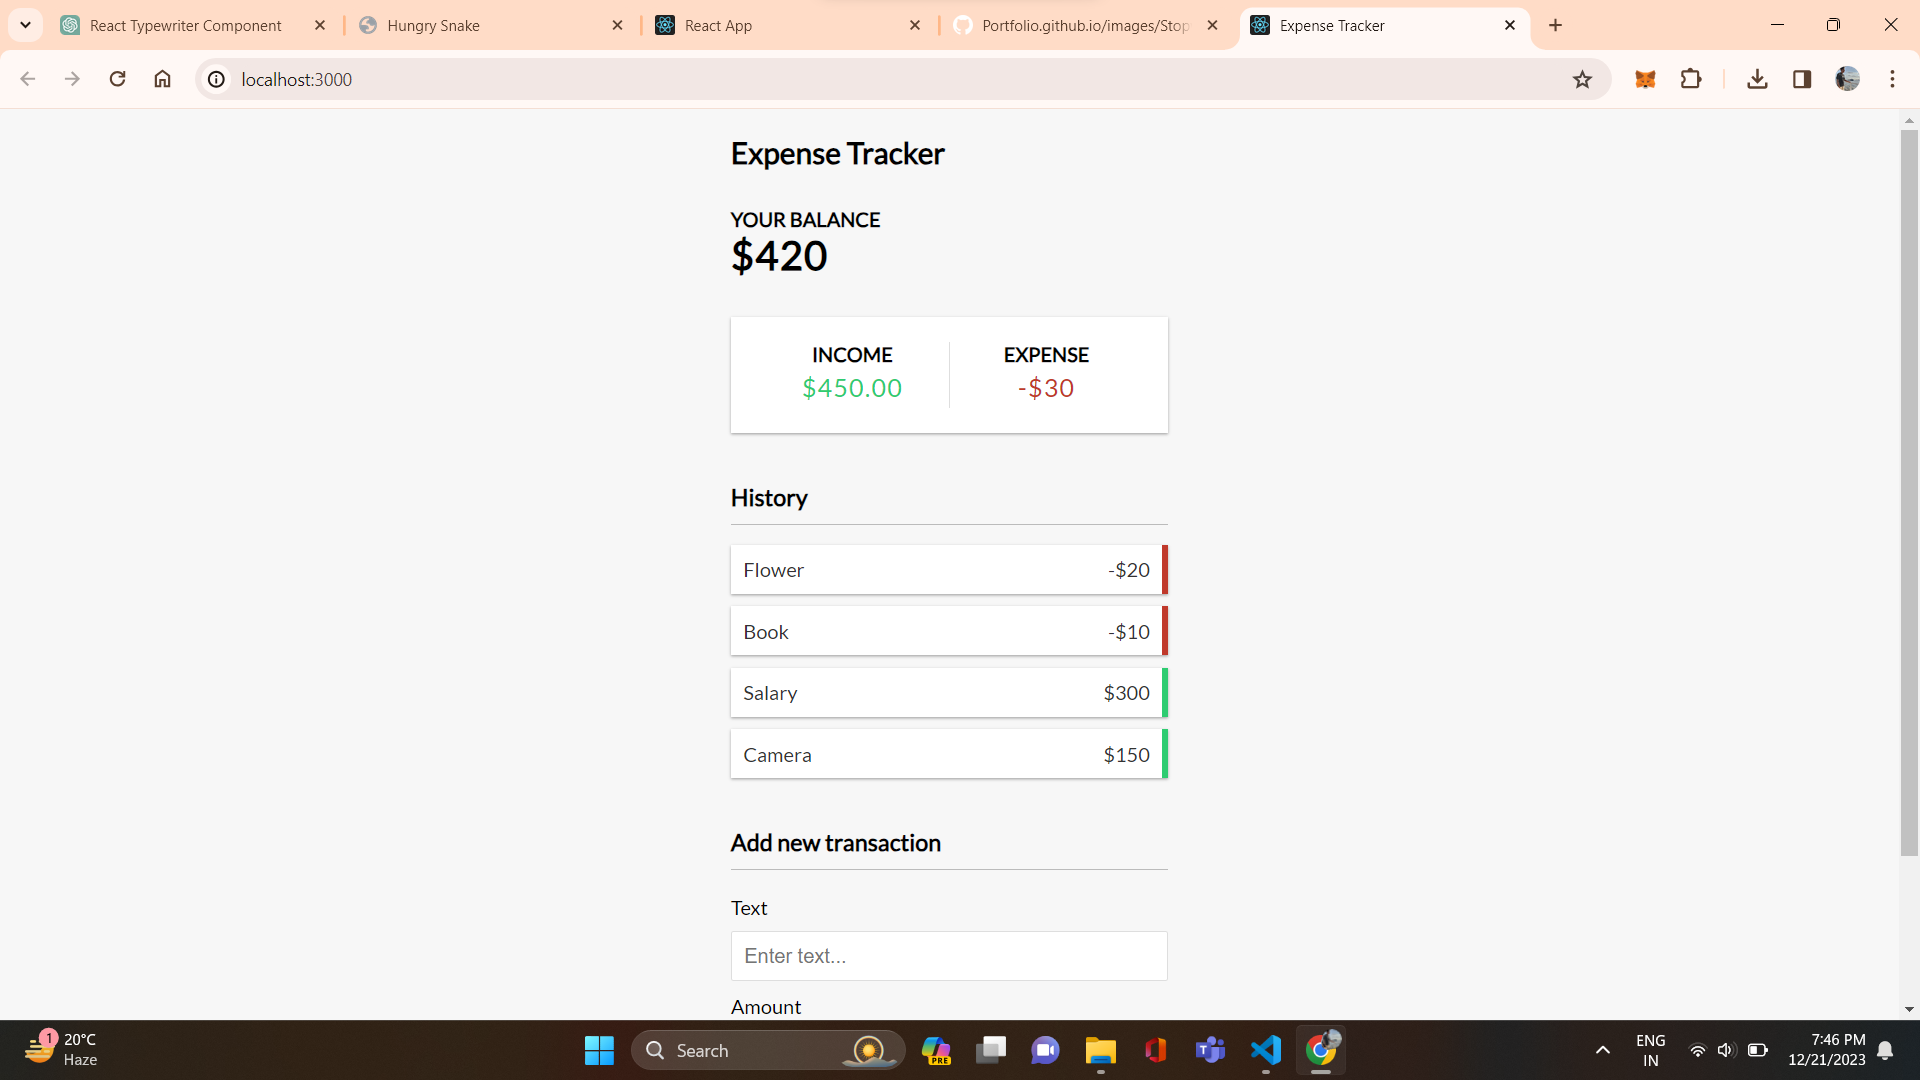 React Typewriter Component
Hungry Snake
React App
Portfolio.github.io/images/Stop
Expense Tracker
localhost:3000
Expense Tracker
YOUR BALANCE
$420
INCOME
EXPENSE
$450.00
-$30
History
Flower
-$20
Book
-$10
Salary
$300
Camera
$150
Add new transaction
Text
Enter text...
Amount
1
20°C
Haze
Search
PRE
T
ENG
IN
7:46 PM
12/21/2023